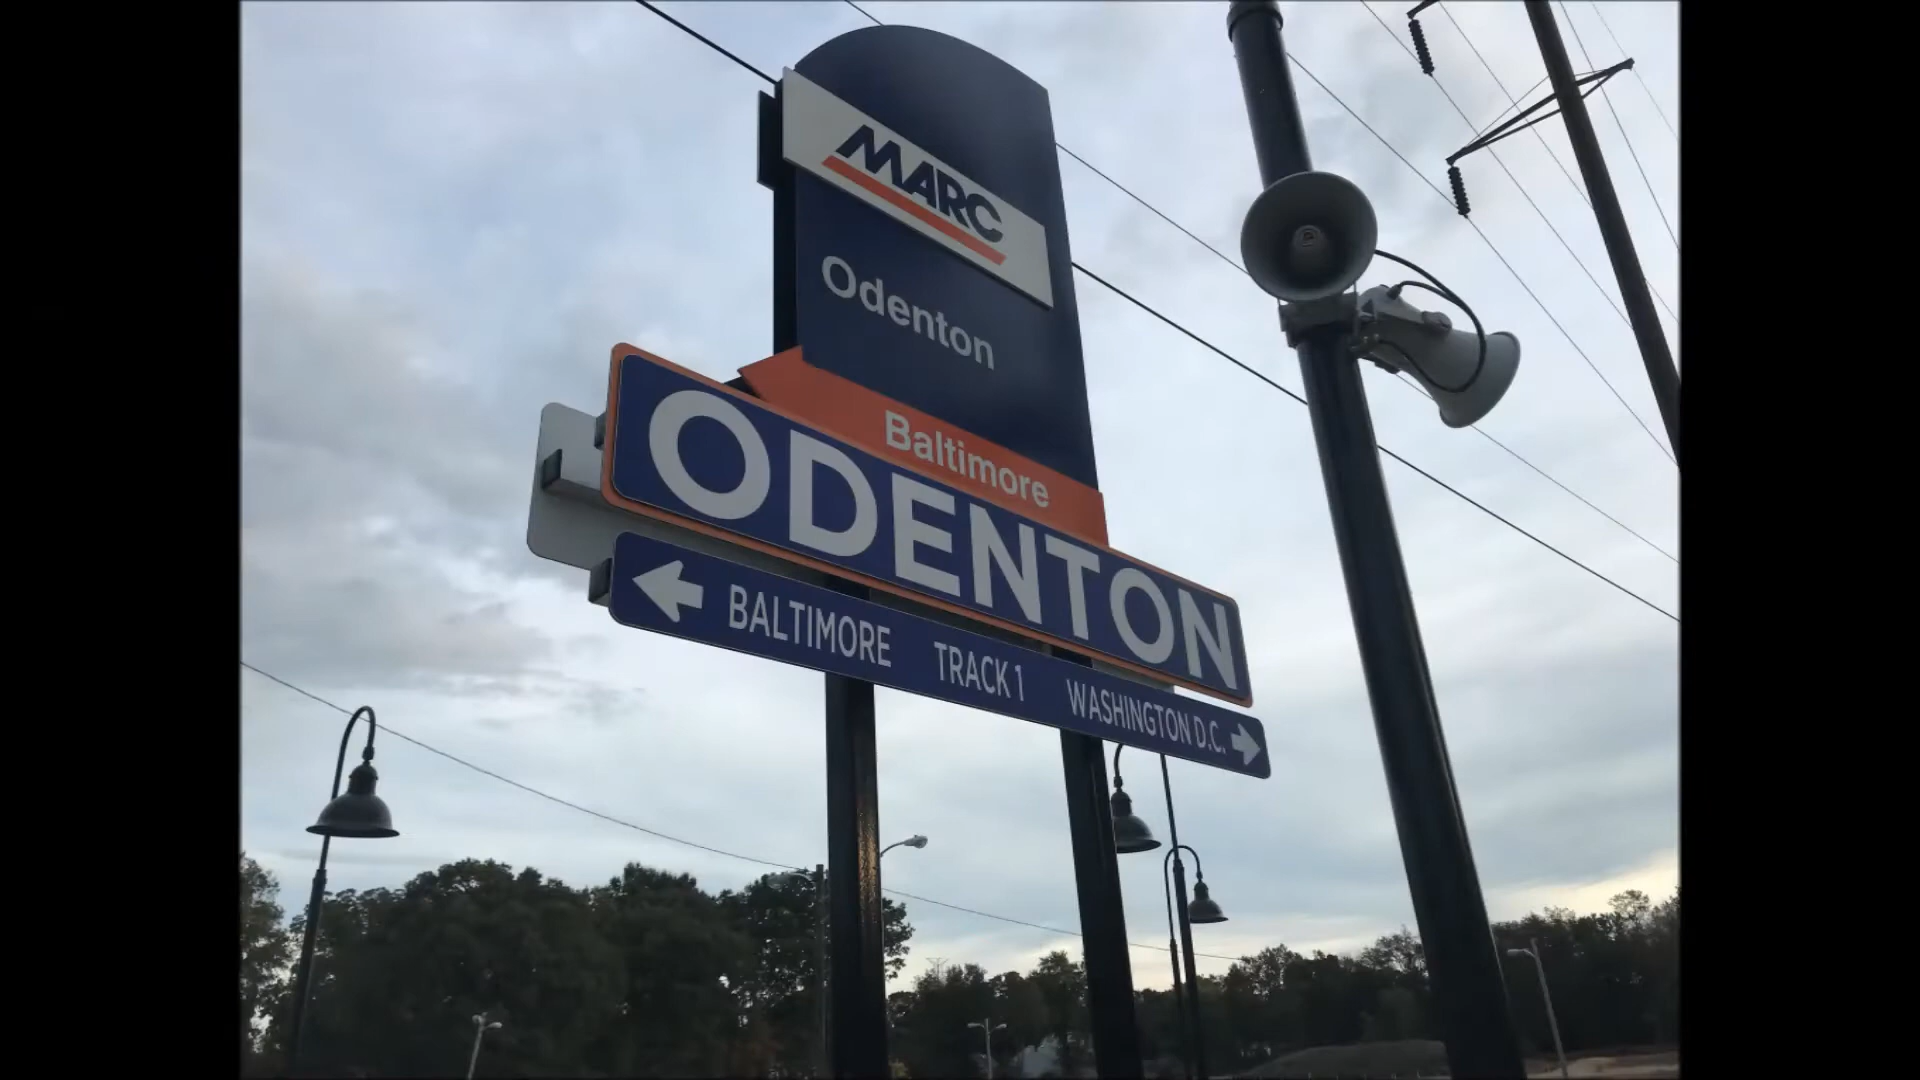 MARC
Odenton
Baltimore
ODENTON
BALTIMORE TRACK 1 WASHINGTON D.C.